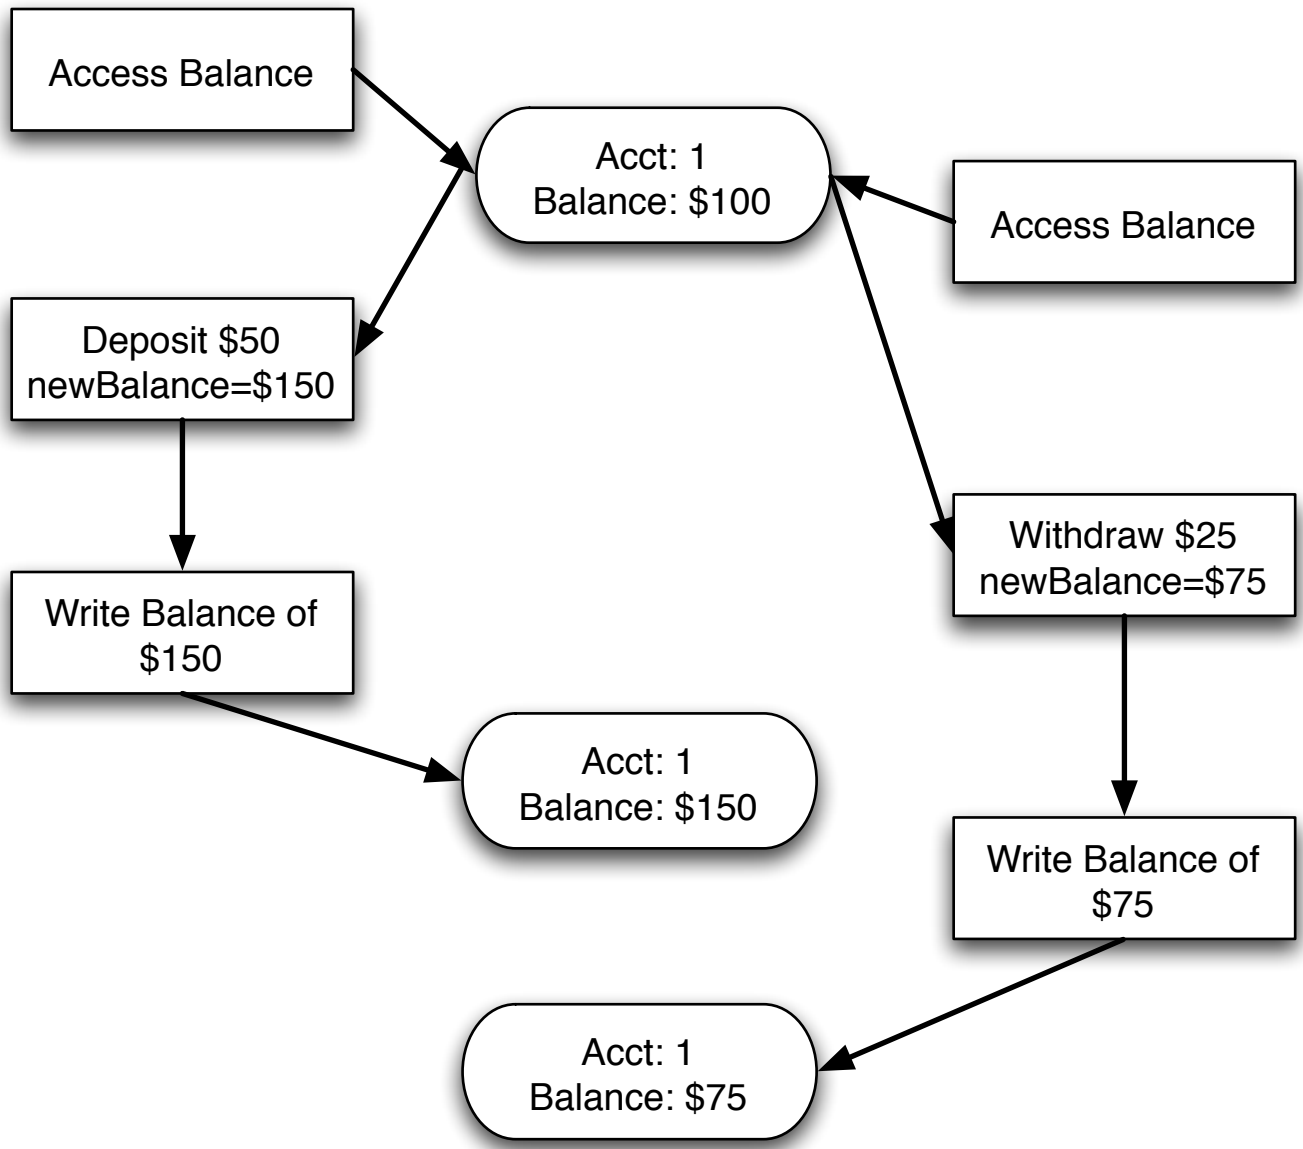 Access Balance
Acct: 1
Balance: $100
Access Balance
Deposit $50
newBalance=$150
Withdraw $25
newBalance=$75
Write Balance of
$150
Acct: 1
Balance: $150
Write Balance of
$75
Acct: 1
Balance: $75